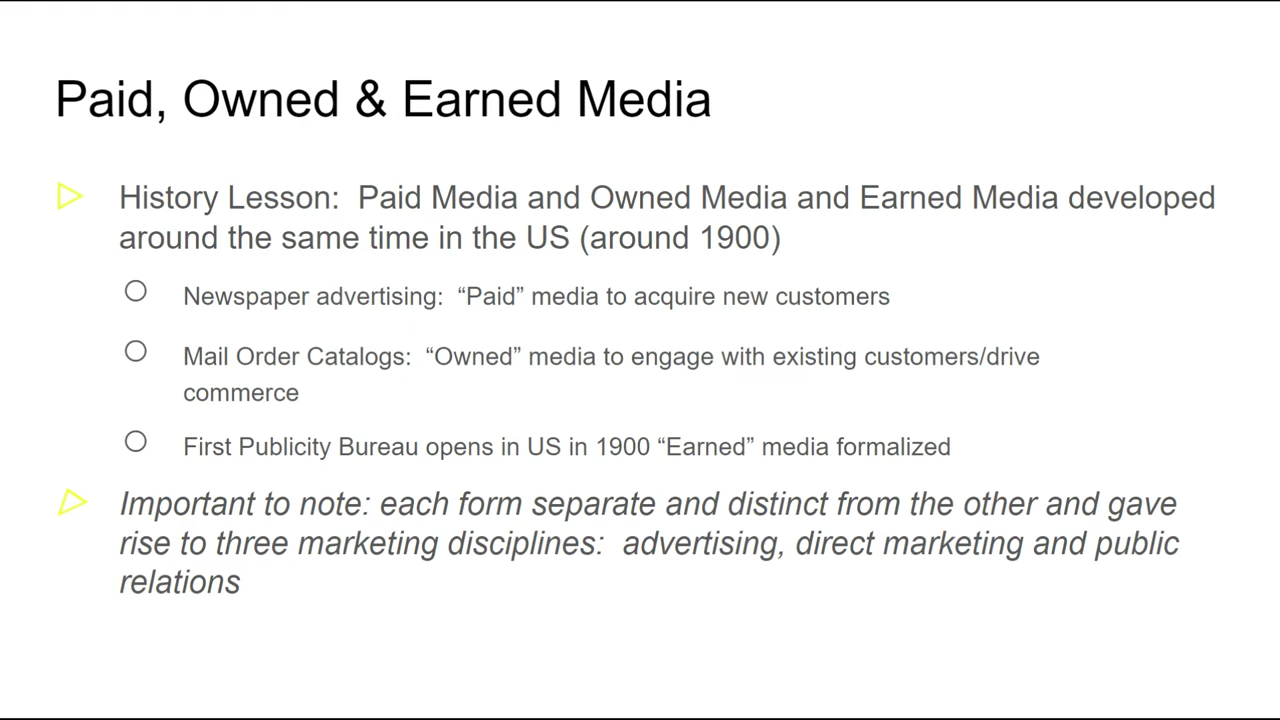 Paid, Owned & Earned Media
History Lesson:  Paid Media and Owned Media and Earned Media developed
around the same time in the US (around 1900)
Newspaper advertising:  “Paid” media to acquire new customers
Mail Order Catalogs:  “Owned” media to engage with existing customers/drive
commerce
First Publicity Bureau opens in US in 1900 “Earned” media formalized
Important to note: each form separate and distinct from the other and gave
rise to three marketing disciplines:  advertising, direct marketing and public
relations